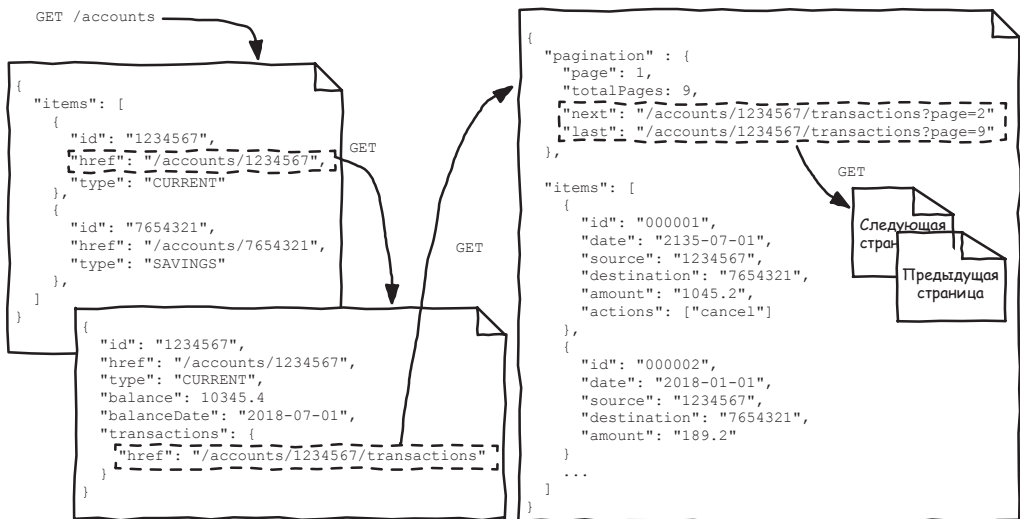 GET /accounts
{
"items": [
{
"id": "1234567",
"href": "/accounts/1234567",
"type": "CURRENT"
},
{
"id": "7654321",
"href": "/accounts/7654321",
"type": "SAVINGS"
},
]
}
GET
{
"id": "1234567",
"href": "/accounts/1234567",
"type": "CURRENT",
"balance": 10345.4
"balanceDate": "2018-07-01",
"transactions": {
"href": "/accounts/1234567/transactions"
}
}
GET
{
"pagination" : {
"page": 1,
"totalPages: 9,
"next": "/accounts/1234567/transactions?page=2"
"last": "/accounts/1234567/transactions?page=9"
},
"items": [
{
"id": "000001",
"date": "2135-07-01",
"source": "1234567",
"destination": "7654321",
"amount": "1045.2",
"actions": ["cancel"]
},
{
"id": "000002",
"date": "2018-01-01",
"source": "1234567",
"destination": "7654321",
"amount": "189.2"
}
...
]
}
GET
Следующая
стран
Предыдущая
страница